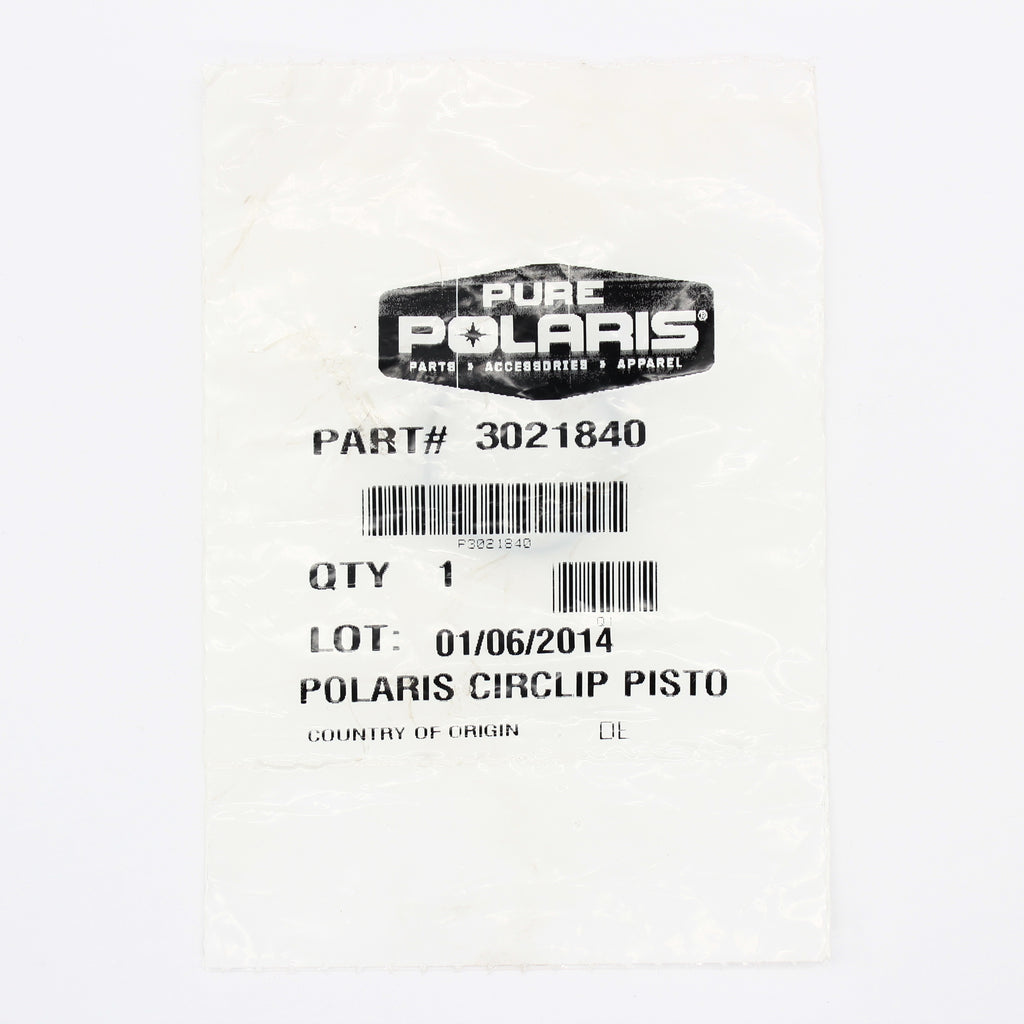 PURE
POLARIS®
PARTS › ACCESSORIES › APPAREL
PART# 3021840
P3021840
QTY 1
Q1
LOT: 01/06/2014
POLARIS CIRCLIP PISTO
COUNTRY OF ORIGIN DE